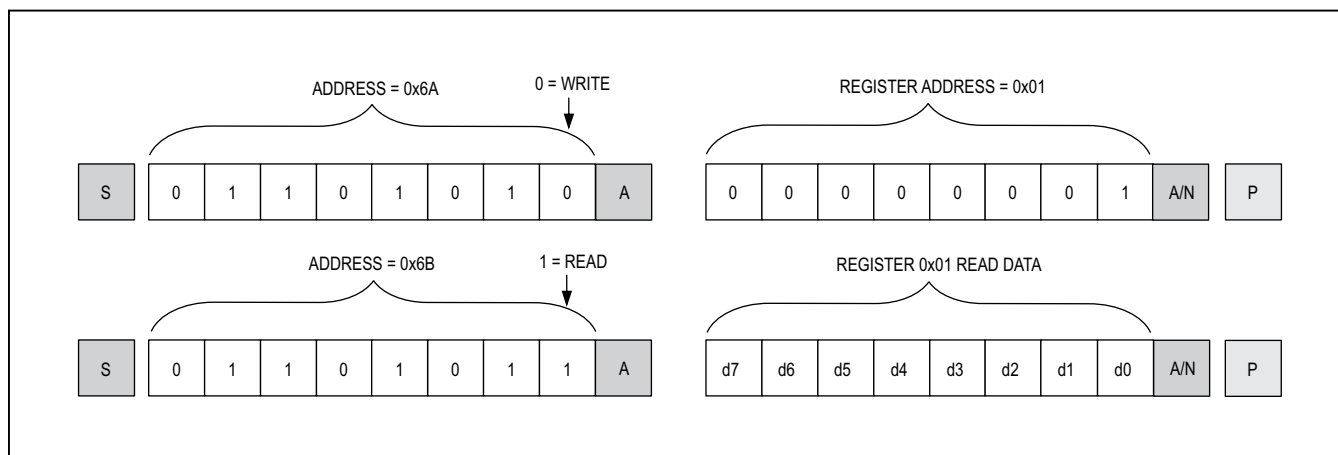 ADDRESS = 0x6A 0 = WRITE REGISTER ADDRESS = 0x01
S 0 1 1 0 1 0 1 0 A 0 0 0 0 0 0 0 1 A/N P
ADDRESS = 0x6B 1 = READ REGISTER 0x01 READ DATA
S 0 1 1 0 1 0 1 1 A d7 d6 d5 d4 d3 d2 d1 d0 A/N P